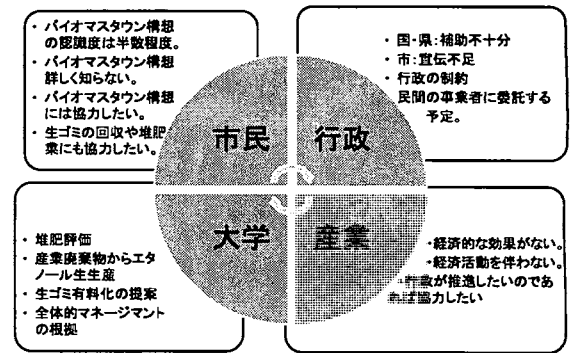 ・ バイオマスタウン構想
の認識度は半数程度。
・ バイオマスタウン構想
詳しく知らない。
・ バイオマスタウン構想
には協力したい。
・ 生ゴミの回収や堆肥
業にも協力したい。
・ 国・県：補助不十分
・ 市：宣伝不足
・ 行政の制約
・ 民間の事業者に委託する
予定。
市民
行政
大学
産業
・ 堆肥評価
・ 産業廃棄物からエタ
ノール生生産
・ 生ゴミ有料化の提案
・ 全体的マネージマント
の根拠
・経済的な効果がない。
・経済活動を伴わない。
・行政が推進したいのであ
れば協力したい